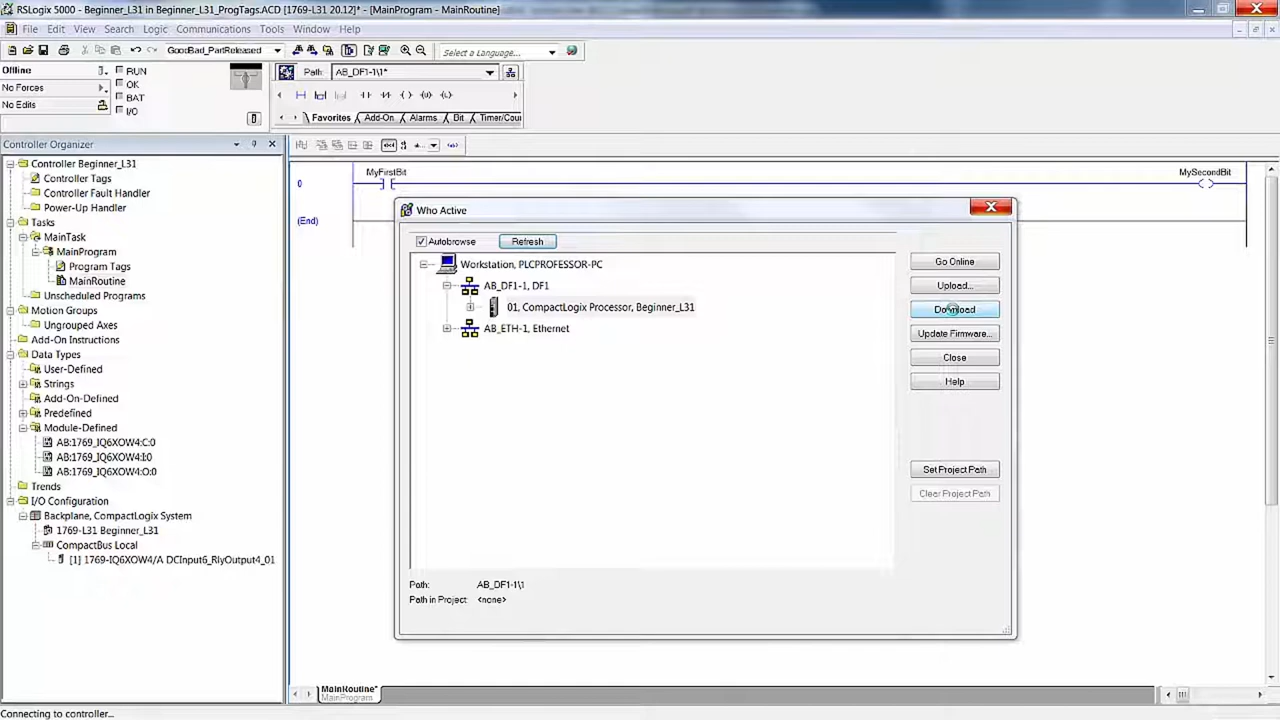 RSLogix 5000 - Beginner_L31 in Beginner_L31_ProgTags.ACD [1769-L31 20.12]* - [MainProgram - MainRoutine]
File Edit View Search Logic Communications Tools Window Help
GoodBad_PartReleased
Select a Language...
Offline
RUN
No Forces
OK
BAT
No Edits
I/O
Path: AB_DF1-1\1*
Favorites Add-On Alarms Bit Timer/Cou
Controller Organizer
Controller Beginner_L31
Controller Tags
Controller Fault Handler
Power-Up Handler
Tasks
MainTask
MainProgram
Program Tags
MainRoutine
Unscheduled Programs
Motion Groups
Ungrouped Axes
Add-On Instructions
Data Types
User-Defined
Strings
Add-On-Defined
Predefined
Module-Defined
AB:1769_IQ6XOW4:C:0
AB:1769_IQ6XOW4:I:0
AB:1769_IQ6XOW4:O:0
Trends
I/O Configuration
Backplane, CompactLogix System
1769-L31 Beginner_L31
CompactBus Local
[1] 1769-IQ6XOW4/A DCInput6_RlyOutput4_01
MyFirstBit
MySecondBit
0
(End)
Who Active
Autobrowse
Refresh
Workstation, PLCPROFESSOR-PC
AB_DF1-1, DF1
01, CompactLogix Processor, Beginner_L31
AB_ETH-1, Ethernet
Go Online
Upload...
Download
Update Firmware...
Close
Help
Set Project Path
Clear Project Path
Path: AB_DF1-1\1
Path in Project: <none>
MainRoutine*
MainProgram
Connecting to controller...